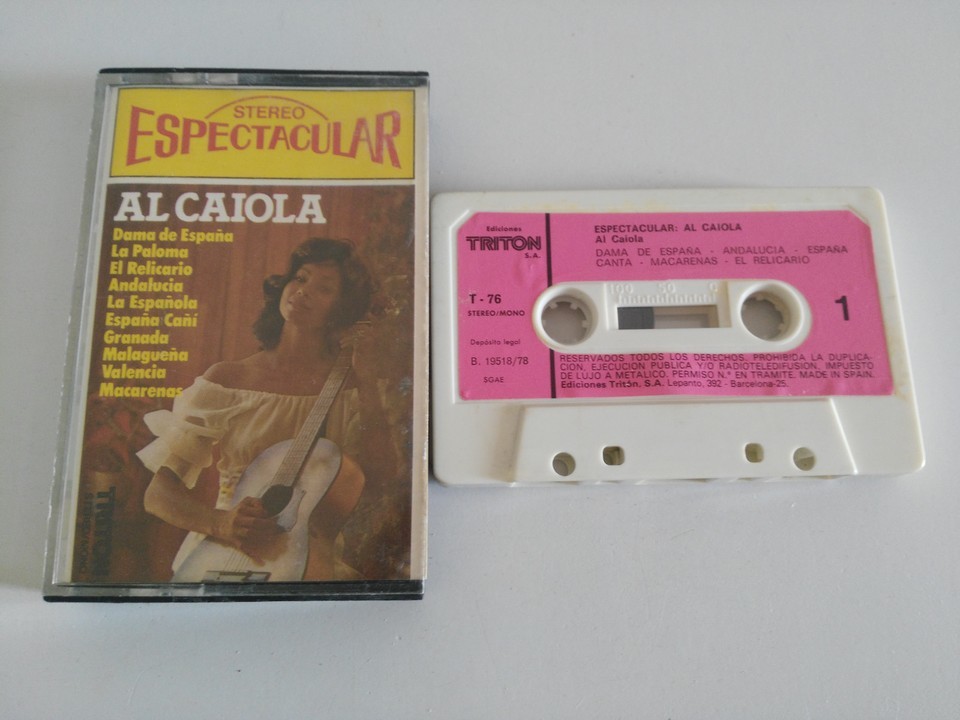 STEREO
ESPECTACULAR
AL CAIOLA
Dama de España
La Paloma
El Relicario
Andalucia
La Española
España Cañí
Granada
Malagueña
Valencia
Macarenas
TRITON
STEREO/MONO
Ediciones
TRITON
S.A.
T - 76
STEREO/MONO
Depósito legal
B. 19518/78
SGAE
ESPECTACULAR: AL CAIOLA
Al Caiola
DAMA DE ESPAÑA - ANDALUCIA - ESPAÑA
CANTA - MACARENAS - EL RELICARIO
100 50 0
1
RESERVADOS TODOS LOS DERECHOS. PROHIBIDA LA DUPLICA-
CION, EJECUCION PUBLICA Y/O RADIOTELEDIFUSION. IMPUESTO
DE LUJO A METALICO. PERMISO N.º EN TRAMITE. MADE IN SPAIN.
Ediciones Tritón, S.A. Lepanto, 392 - Barcelona-25.